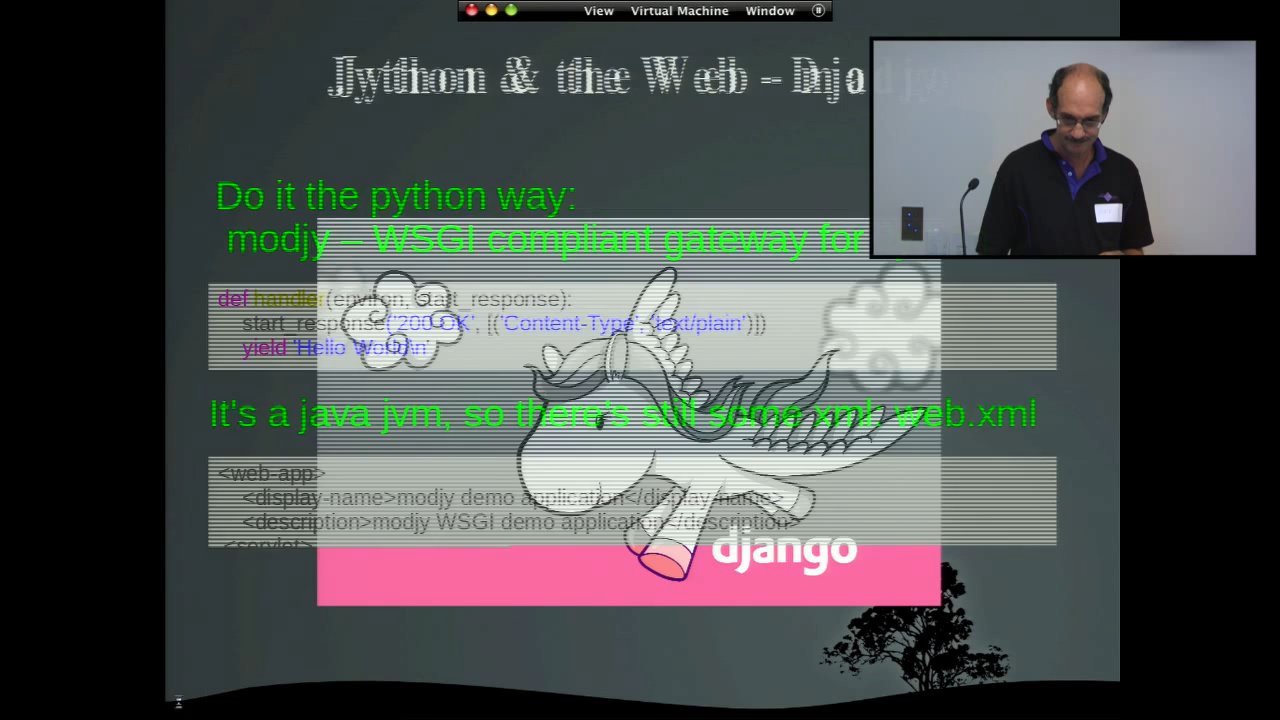 View Virtual Machine Window
Jython & the Web – Dja
Do it the python way:
modjy – WSGI compliant gateway for
def handler(environ, start_response):
start_response('200 OK', [('Content-Type', 'text/plain')])
yield 'Hello World\n'
It's a java jvm, so there's still some xml: web.xml
<web-app>
<display-name>modjy demo application</display-name>
<description>modjy WSGI demo application</description>
<servlet>
django